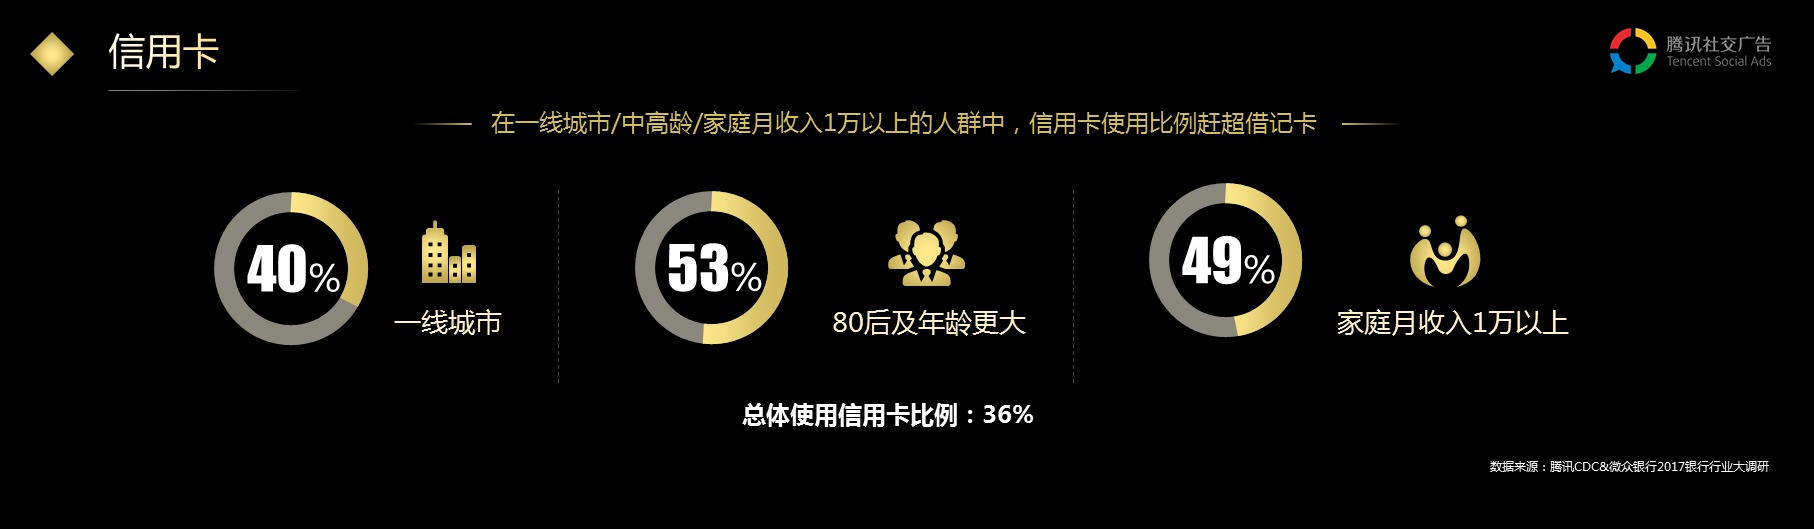 信用卡
腾讯社交广告
Tencent Social Ads
在一线城市/中高龄/家庭月收入1万以上的人群中，信用卡使用比例赶超借记卡
40%
一线城市
53%
80后及年龄更大
49%
家庭月收入1万以上
总体使用信用卡比例：36%
数据来源：腾讯CDC&微众银行2017银行行业大调研